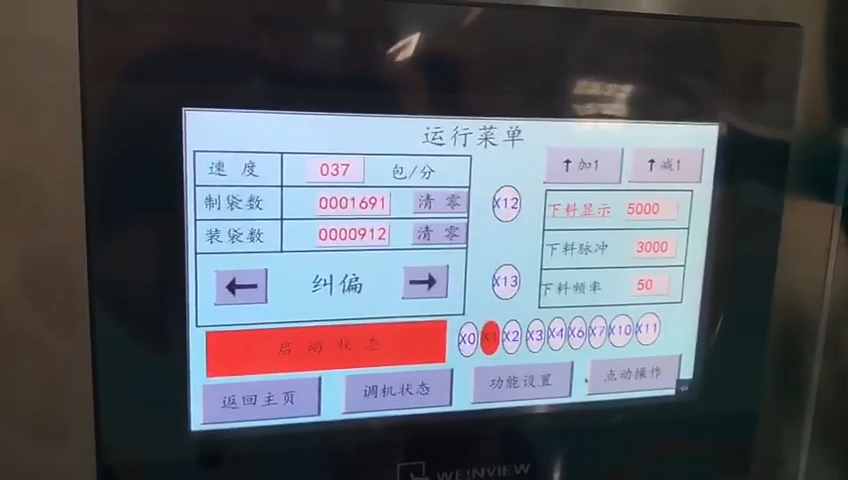 运行菜单
↑加1 ↑减1
速度 037 包/分
制袋数 0001691 清零
装袋数 0000912 清零
X12
下料显示 5000
下料脉冲 3000
下料频率 50
← 纠偏 →
X13
启动状态
X0 X1 X2 X3 X4 X6 X7 X10 X11
返回主页 调机状态 功能设置 点动操作
WEINVIEW